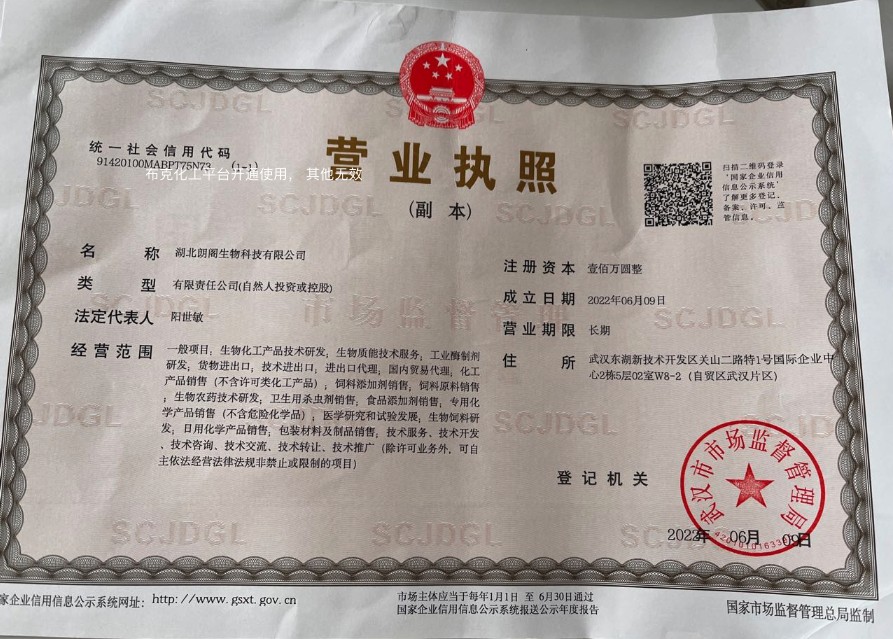 统一社会信用代码
91420100MABPT75N73 (1-1)
布克化工平台开通使用， 其他无效
营业执照
(副 本)
扫描二维码登录
‘国家企业信用
信息公示系统’
了解更多登记、
备案、许可、监
管信息。
名 称 湖北朗阁生物科技有限公司
类 型 有限责任公司(自然人投资或控股)
法定代表人 阳世敏
经营范围 一般项目，生物化工产品技术研发，生物质能技术服务，工业酶制剂
研发，货物进出口，技术进出口，进出口代理，国内贸易代理，化工
产品销售（不含许可类化工产品），饲料添加剂销售，饲料原料销售
，生物农药技术研发，卫生用杀虫剂销售，食品添加剂销售，专用化
学产品销售（不含危险化学品），医学研究和试验发展，生物饲料研
发，日用化学产品销售，包装材料及制品销售，技术服务、技术开发
、技术咨询、技术交流、技术转让、技术推广（除许可业务外，可自
主依法经营法律法规非禁止或限制的项目）
注册资本 壹佰万圆整
成立日期 2022年06月09日
营业期限 长期
住 所 武汉东湖新技术开发区关山二路特1号国际企业中
心2栋5层02室W8-2（自贸区武汉片区）
登记机关
武汉市市场监督管理局
2022年 06月 09日
SCJDGL
SCJDGL
SCJDGL
JDGL
SCJDGL
SCJDGL
市场监督管理
SCJDGL
JDGL
SCJDGL
SCJDGL
SCJDGL
SCJDGL
家企业信用信息公示系统网址： http://www.gsxt.gov.cn
市场主体应当于每年1月1日 至 6月30日通过
国家企业信用信息公示系统报送公示年度报告
国家市场监督管理总局监制